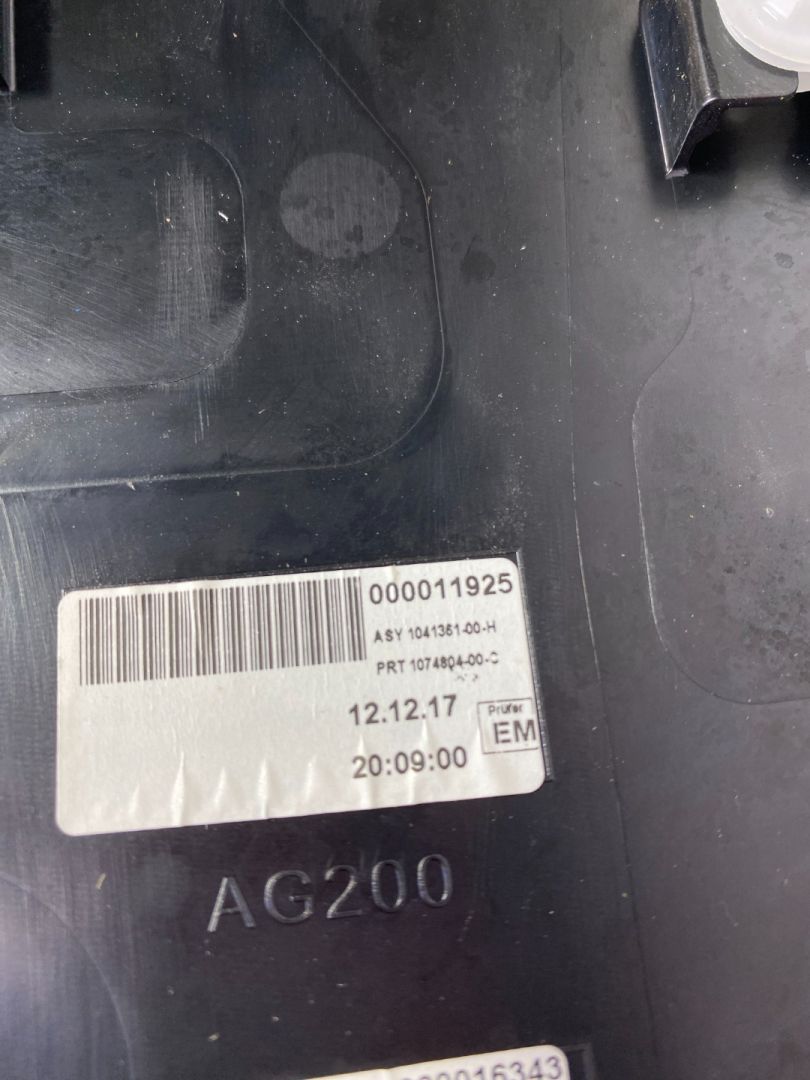 000011925
ASY 1041361-00-H
PRT 1074804-00-C
12.12.17
Prüfer
EM
20:09:00
AG200